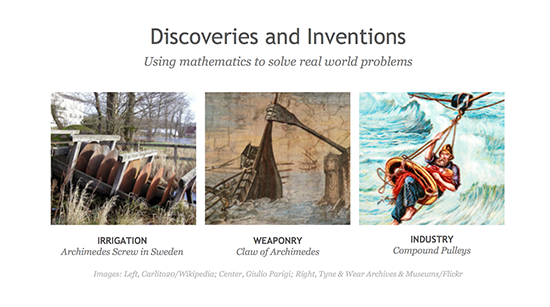 Discoveries and Inventions
Using mathematics to solve real world problems
IRRIGATION
Archimedes Screw in Sweden
WEAPONRY
Claw of Archimedes
INDUSTRY
Compound Pulleys
Images: Left, Carlito20/Wikipedia; Center, Giulio Parigi; Right, Tyne & Wear Archives & Museums/Flickr